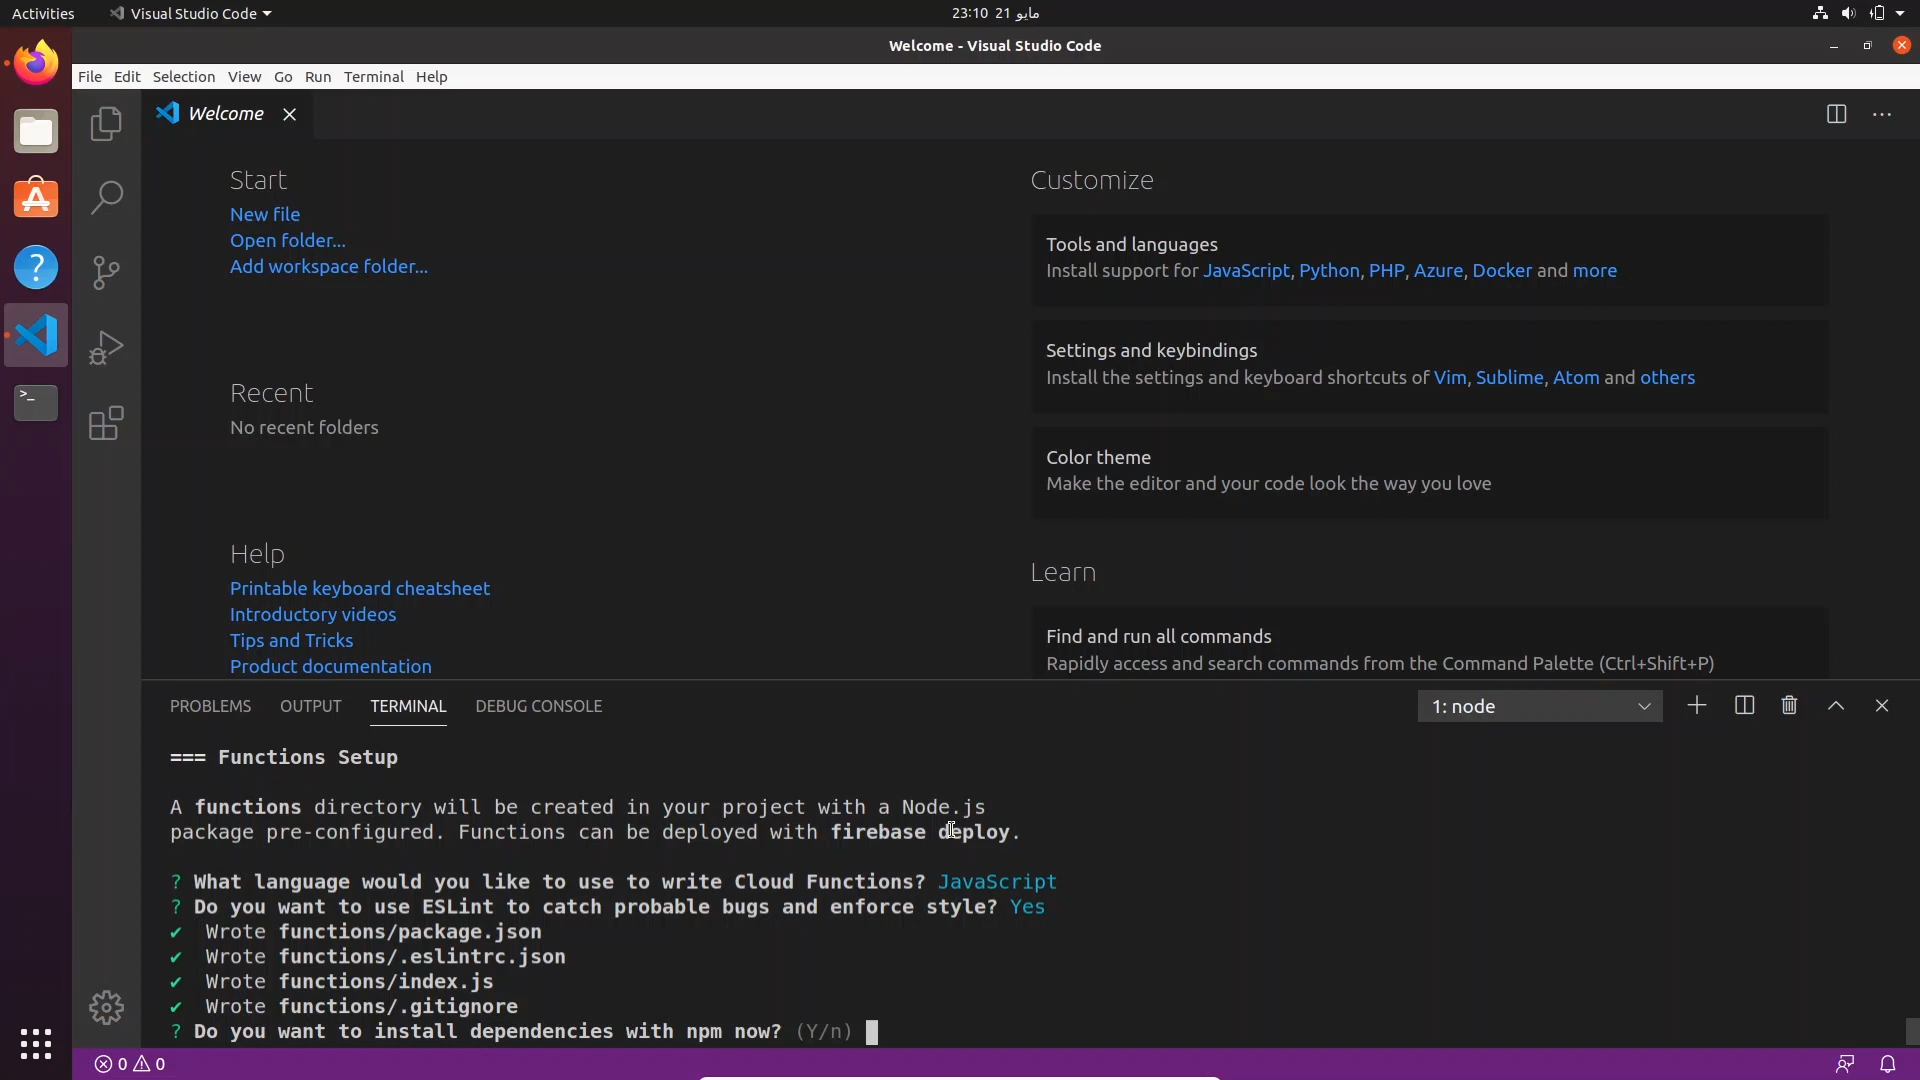 Activities
Visual Studio Code
23:10 21 مايو
Welcome - Visual Studio Code
File Edit Selection View Go Run Terminal Help
Welcome
Start
New file
Open folder...
Add workspace folder...
Recent
No recent folders
Help
Printable keyboard cheatsheet
Introductory videos
Tips and Tricks
Product documentation
Customize
Tools and languages
Install support for JavaScript, Python, PHP, Azure, Docker and more
Settings and keybindings
Install the settings and keyboard shortcuts of Vim, Sublime, Atom and others
Color theme
Make the editor and your code look the way you love
Learn
Find and run all commands
Rapidly access and search commands from the Command Palette (Ctrl+Shift+P)
PROBLEMS OUTPUT TERMINAL DEBUG CONSOLE
1: node
=== Functions Setup
A functions directory will be created in your project with a Node.js
package pre-configured. Functions can be deployed with firebase deploy.
? What language would you like to use to write Cloud Functions? JavaScript
? Do you want to use ESLint to catch probable bugs and enforce style? Yes
✔ Wrote functions/package.json
✔ Wrote functions/.eslintrc.json
✔ Wrote functions/index.js
✔ Wrote functions/.gitignore
? Do you want to install dependencies with npm now? (Y/n)
0 0